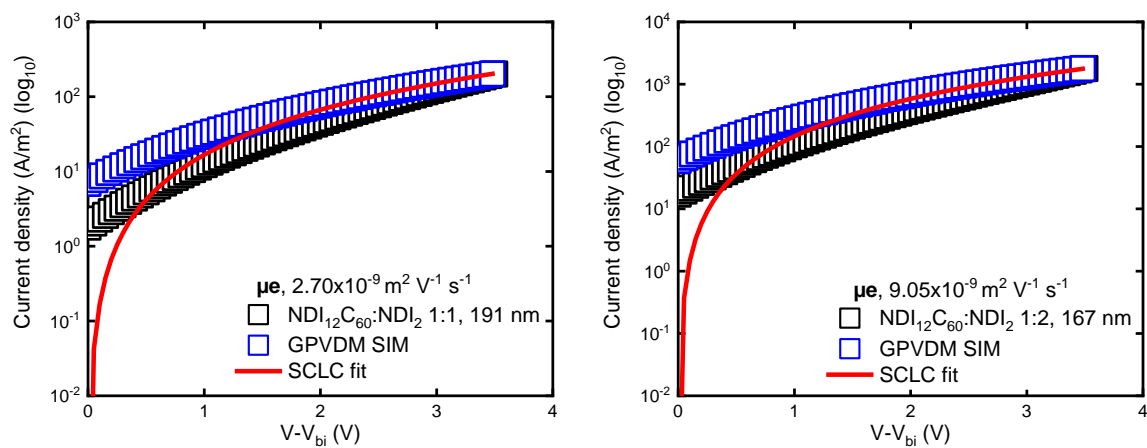 Current density (A/m²) (log₁₀)
10³
10²
10¹
10⁰
10⁻¹
10⁻²
0 1 2 3 4
V-V_bi (V)
μe, 2.70x10⁻⁹ m² V⁻¹ s⁻¹
NDI₁₂C₆₀:NDI₂ 1:1, 191 nm
GPVDM SIM
SCLC fit
Current density (A/m²) (log₁₀)
10⁴
10³
10²
10¹
10⁰
10⁻¹
10⁻²
0 1 2 3 4
V-V_bi (V)
μe, 9.05x10⁻⁹ m² V⁻¹ s⁻¹
NDI₁₂C₆₀:NDI₂ 1:2, 167 nm
GPVDM SIM
SCLC fit